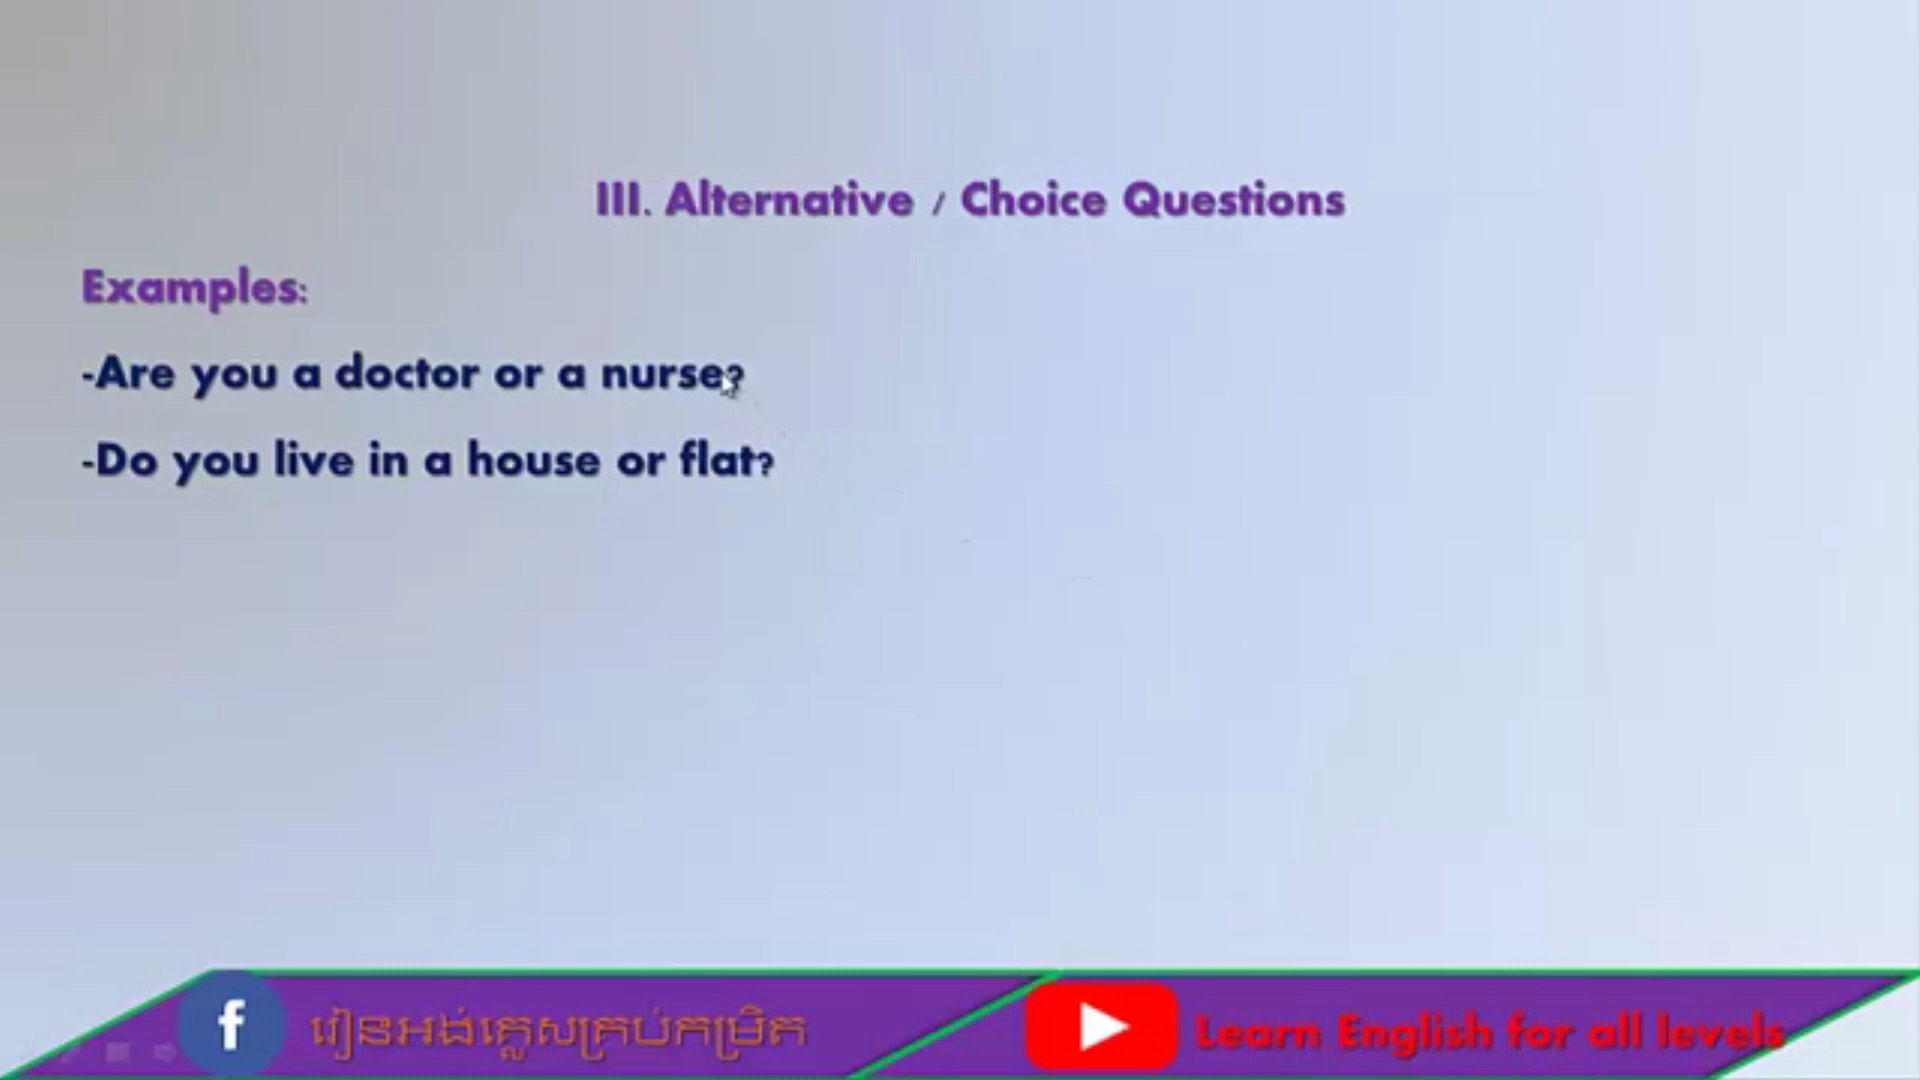 III. Alternative / Choice Questions
Examples:
-Are you a doctor or a nurse?
-Do you live in a house or flat?
រៀនអង់គ្លេសគ្រប់កម្រិត
Learn English for all levels